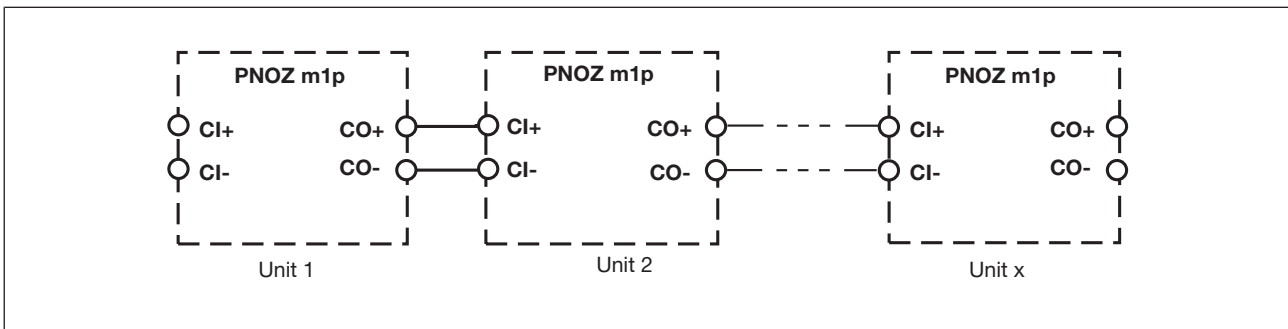 PNOZ m1p
PNOZ m1p
PNOZ m1p
CI+
CO+
CI+
CO+
CI+
CO+
CI-
CO-
CI-
CO-
CI-
CO-
Unit 1
Unit 2
Unit x